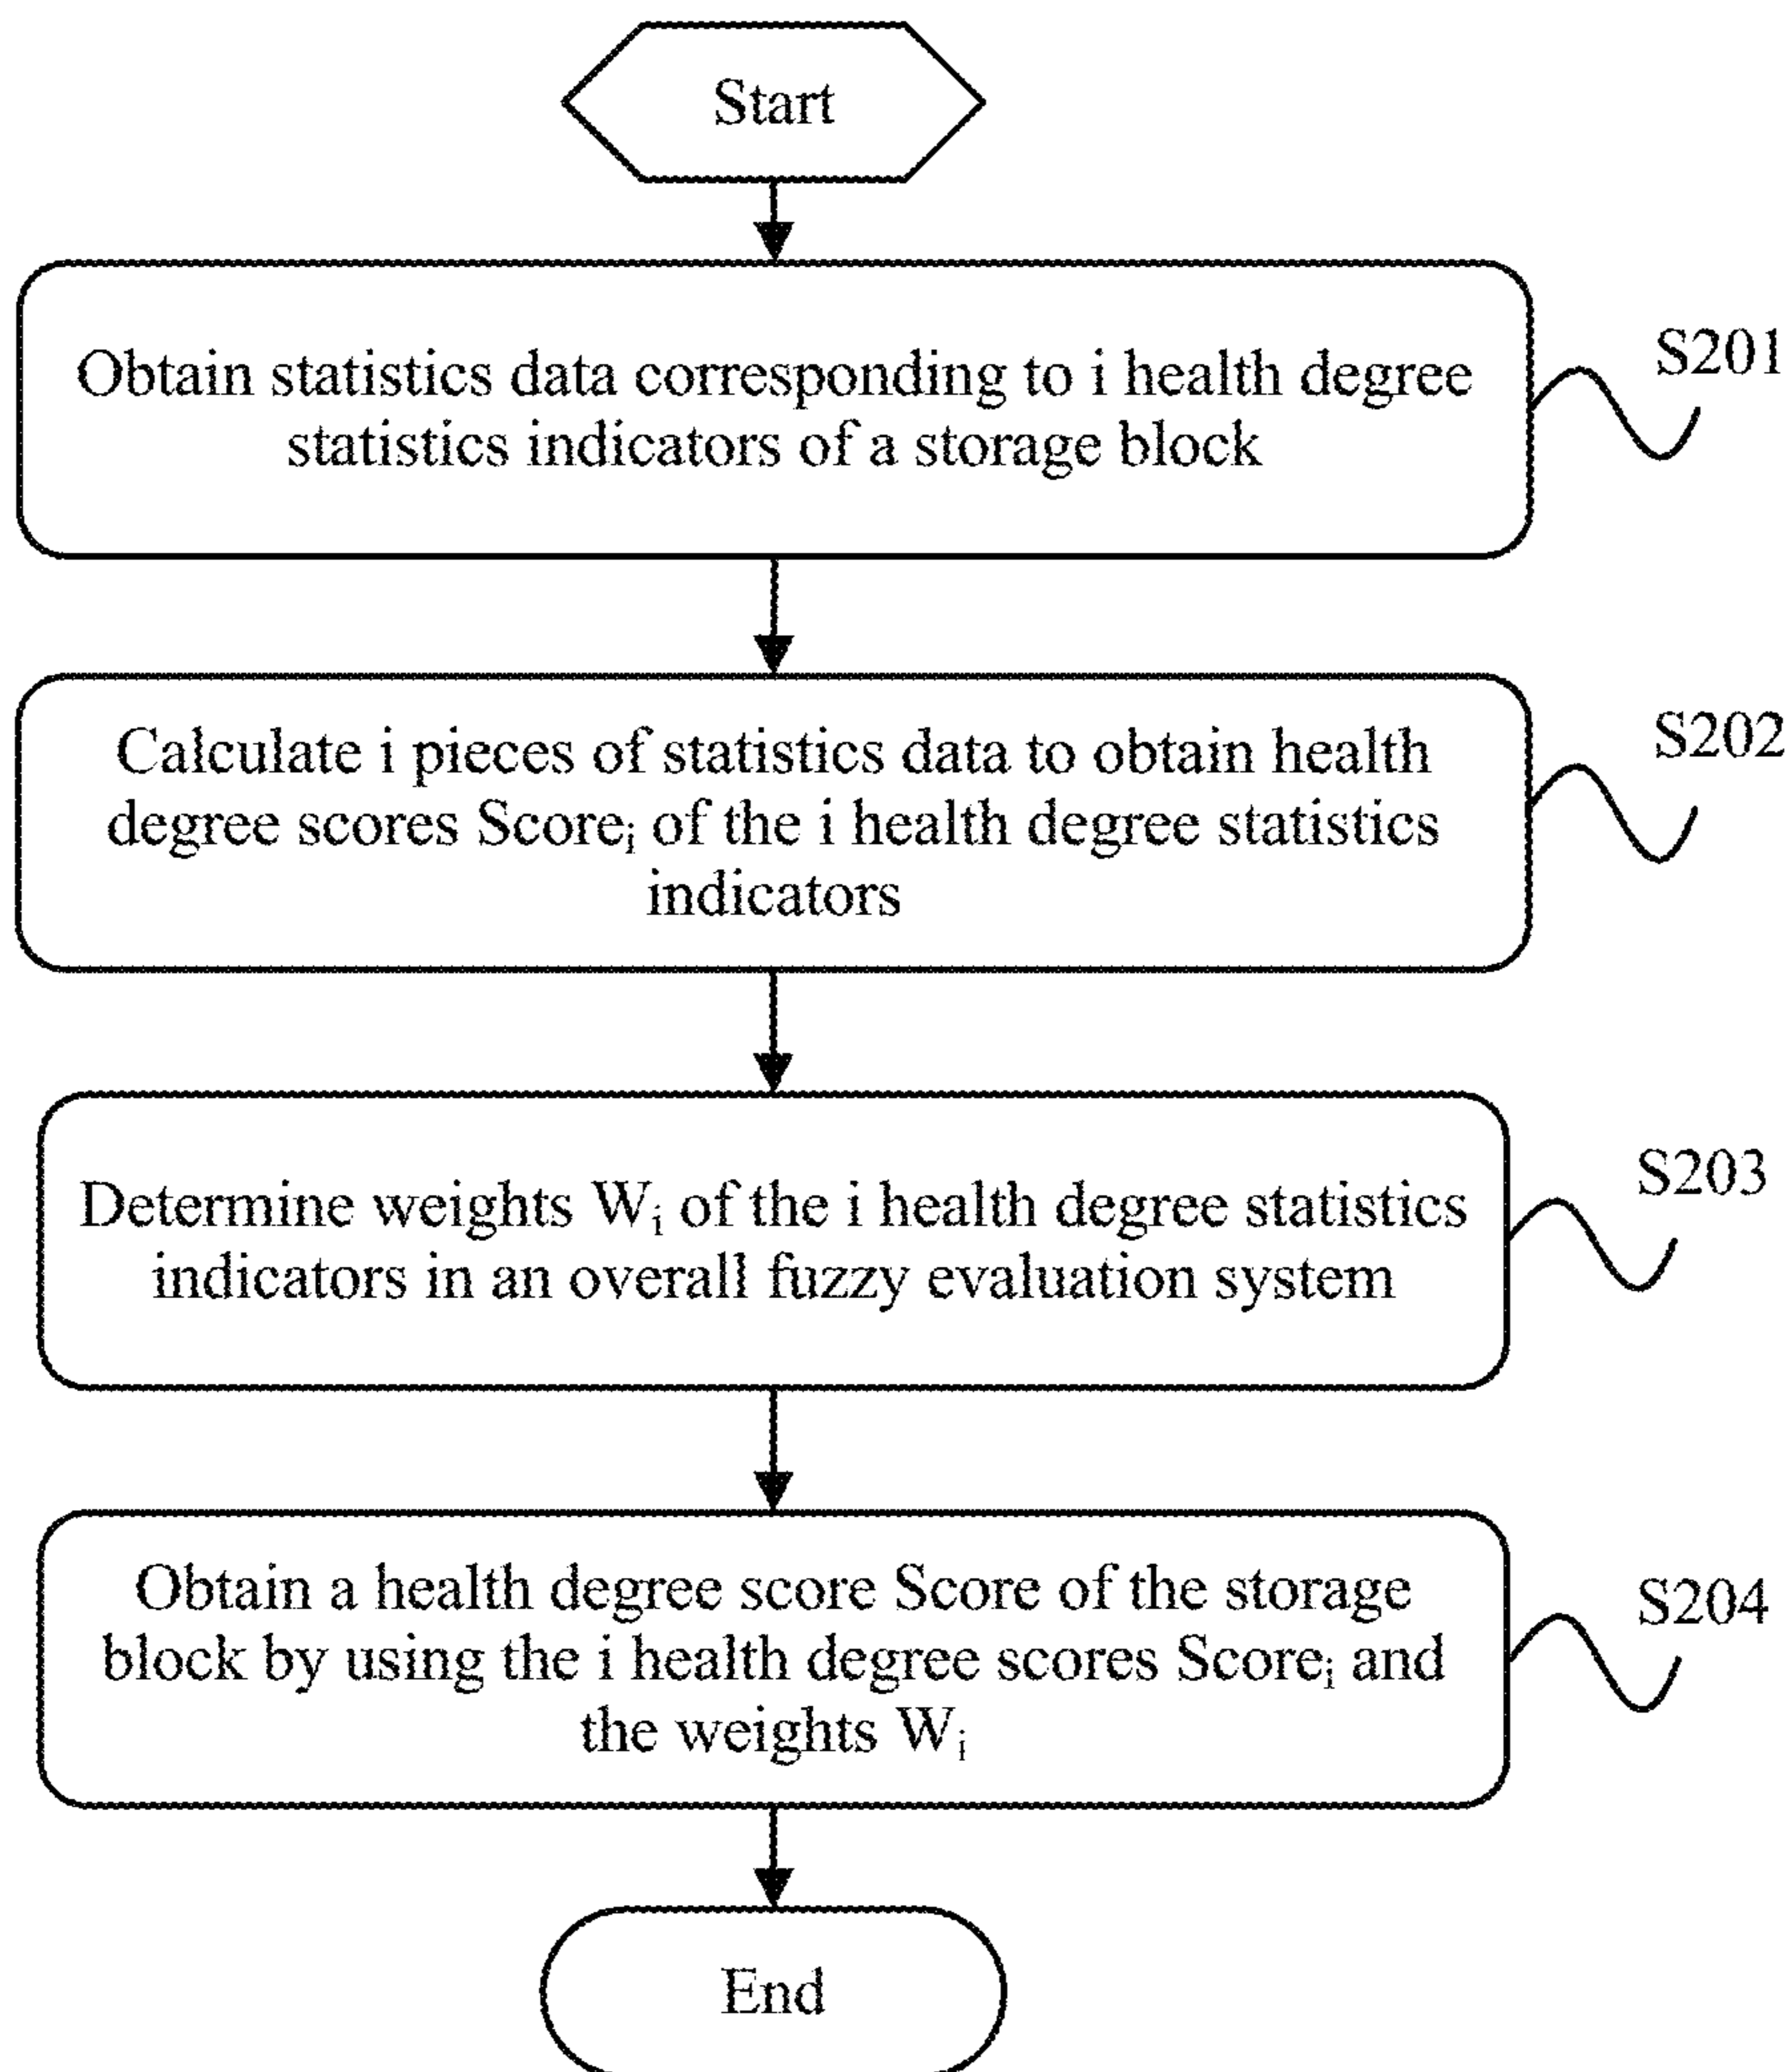 Start
Obtain statistics data corresponding to i health degree
statistics indicators of a storage block
S201
Calculate i pieces of statistics data to obtain health
degree scores Scoreᵢ of the i health degree statistics
indicators
S202
Determine weights Wᵢ of the i health degree statistics
indicators in an overall fuzzy evaluation system
S203
Obtain a health degree score Score of the storage
block by using the i health degree scores Scoreᵢ and
the weights Wᵢ
S204
End